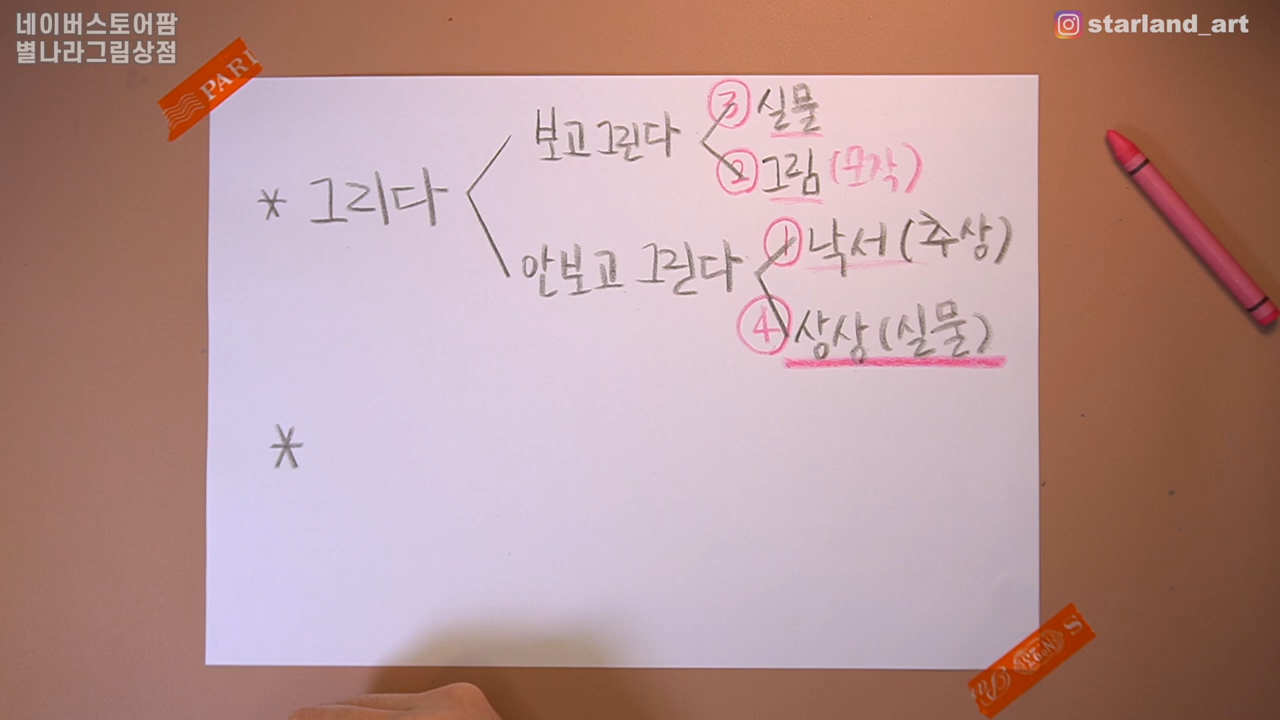 네이버스토어팜
별나라그림상점
starland_art
PARI
* 그리다
보고 그린다
③ 실물
② 그림 (모작)
안보고 그린다
① 낙서 (추상)
④ 상상 (실물)
*